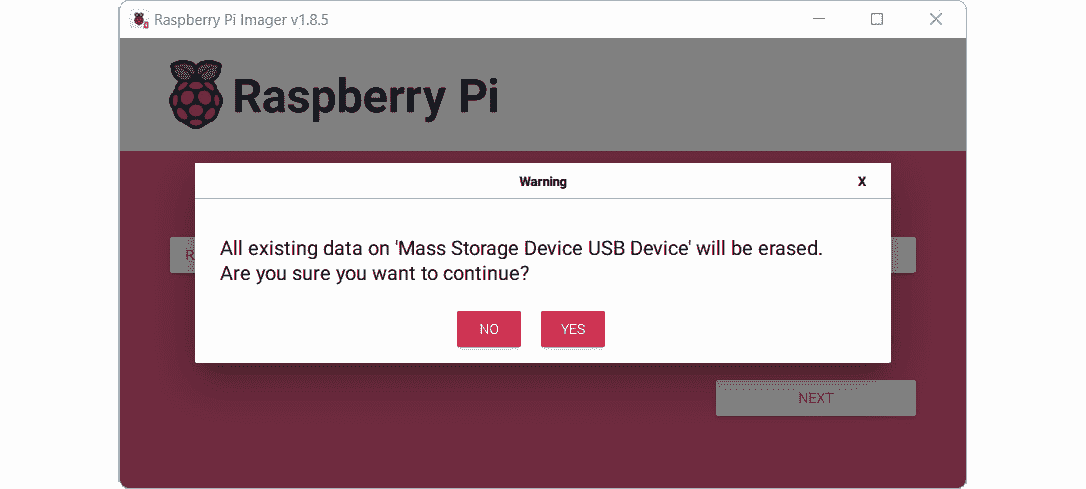 Raspberry Pi Imager v1.8.5
Raspberry Pi
Warning
X
All existing data on 'Mass Storage Device USB Device' will be erased.
Are you sure you want to continue?
NO
YES
NEXT